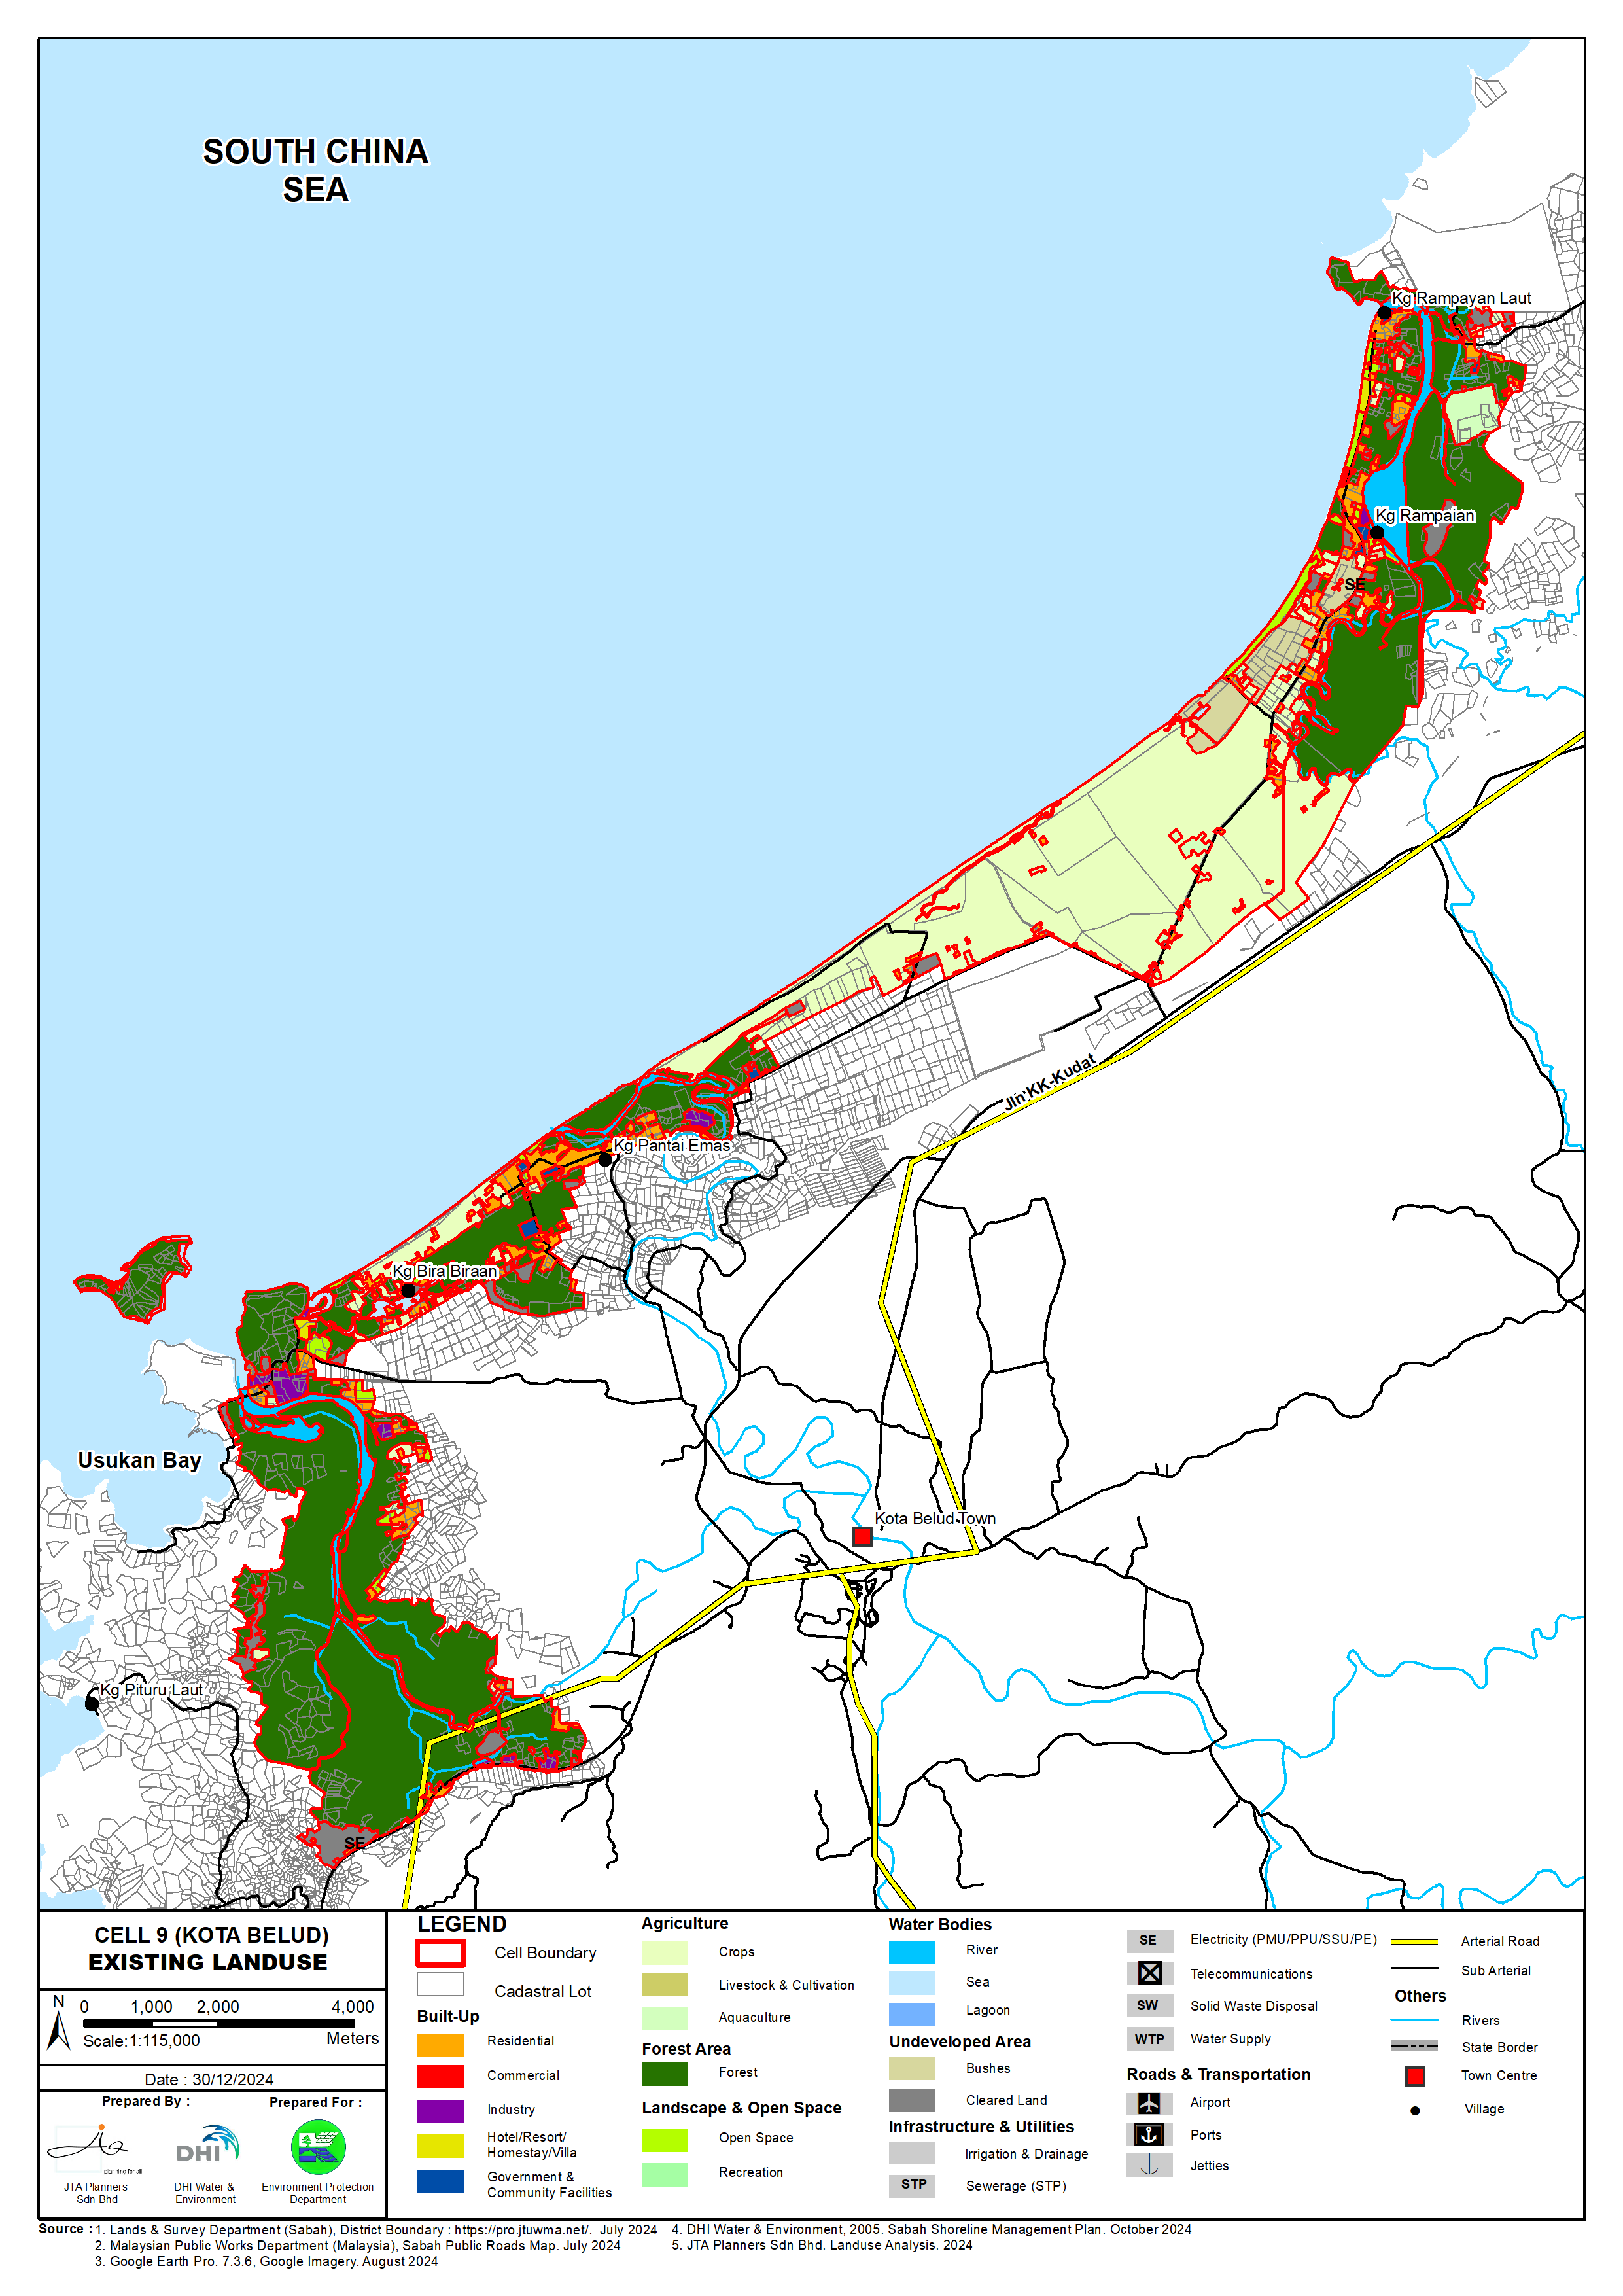 SOUTH CHINA
SEA
Kg Rampayan Laut
Kg Rampaian
SE
Jln KK-Kudat
Kg Pantai Emas
Kg Bira Biraan
Usukan Bay
Kota Belud Town
Kg Pituru Laut
SE
CELL 9 (KOTA BELUD)
EXISTING LANDUSE
N
0 1,000 2,000 4,000
Scale:1:115,000 Meters
Date : 30/12/2024
Prepared By :
Prepared For :
planning for all.
DHI
JTA Planners
Sdn Bhd
DHI Water &
Environment
Environment Protection
Department
LEGEND
Cell Boundary
Cadastral Lot
Built-Up
Residential
Commercial
Industry
Hotel/Resort/
Homestay/Villa
Government &
Community Facilities
Agriculture
Crops
Livestock & Cultivation
Aquaculture
Forest Area
Forest
Landscape & Open Space
Open Space
Recreation
Water Bodies
River
Sea
Lagoon
Undeveloped Area
Bushes
Cleared Land
Infrastructure & Utilities
Irrigation & Drainage
STP Sewerage (STP)
SE Electricity (PMU/PPU/SSU/PE)
Telecommunications
SW Solid Waste Disposal
WTP Water Supply
Roads & Transportation
Airport
Ports
Jetties
Arterial Road
Sub Arterial
Others
Rivers
State Border
Town Centre
Village
Source : 1. Lands & Survey Department (Sabah), District Boundary : https://pro.jtuwma.net/. July 2024
2. Malaysian Public Works Department (Malaysia), Sabah Public Roads Map. July 2024
3. Google Earth Pro. 7.3.6, Google Imagery. August 2024
4. DHI Water & Environment, 2005. Sabah Shoreline Management Plan. October 2024
5. JTA Planners Sdn Bhd. Landuse Analysis. 2024